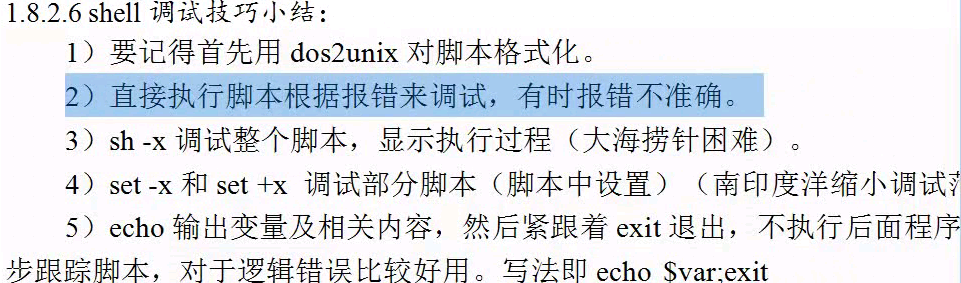 1.8.2.6 shell 调试技巧小结：
1）要记得首先用 dos2unix 对脚本格式化。
2）直接执行脚本根据报错来调试，有时报错不准确。
3）sh -x 调试整个脚本，显示执行过程（大海捞针困难）。
4）set -x 和 set +x 调试部分脚本（脚本中设置）（南印度洋缩小调试
5）echo 输出变量及相关内容，然后紧跟着 exit 退出，不执行后面程序
步跟踪脚本，对于逻辑错误比较好用。写法即 echo $var;exit